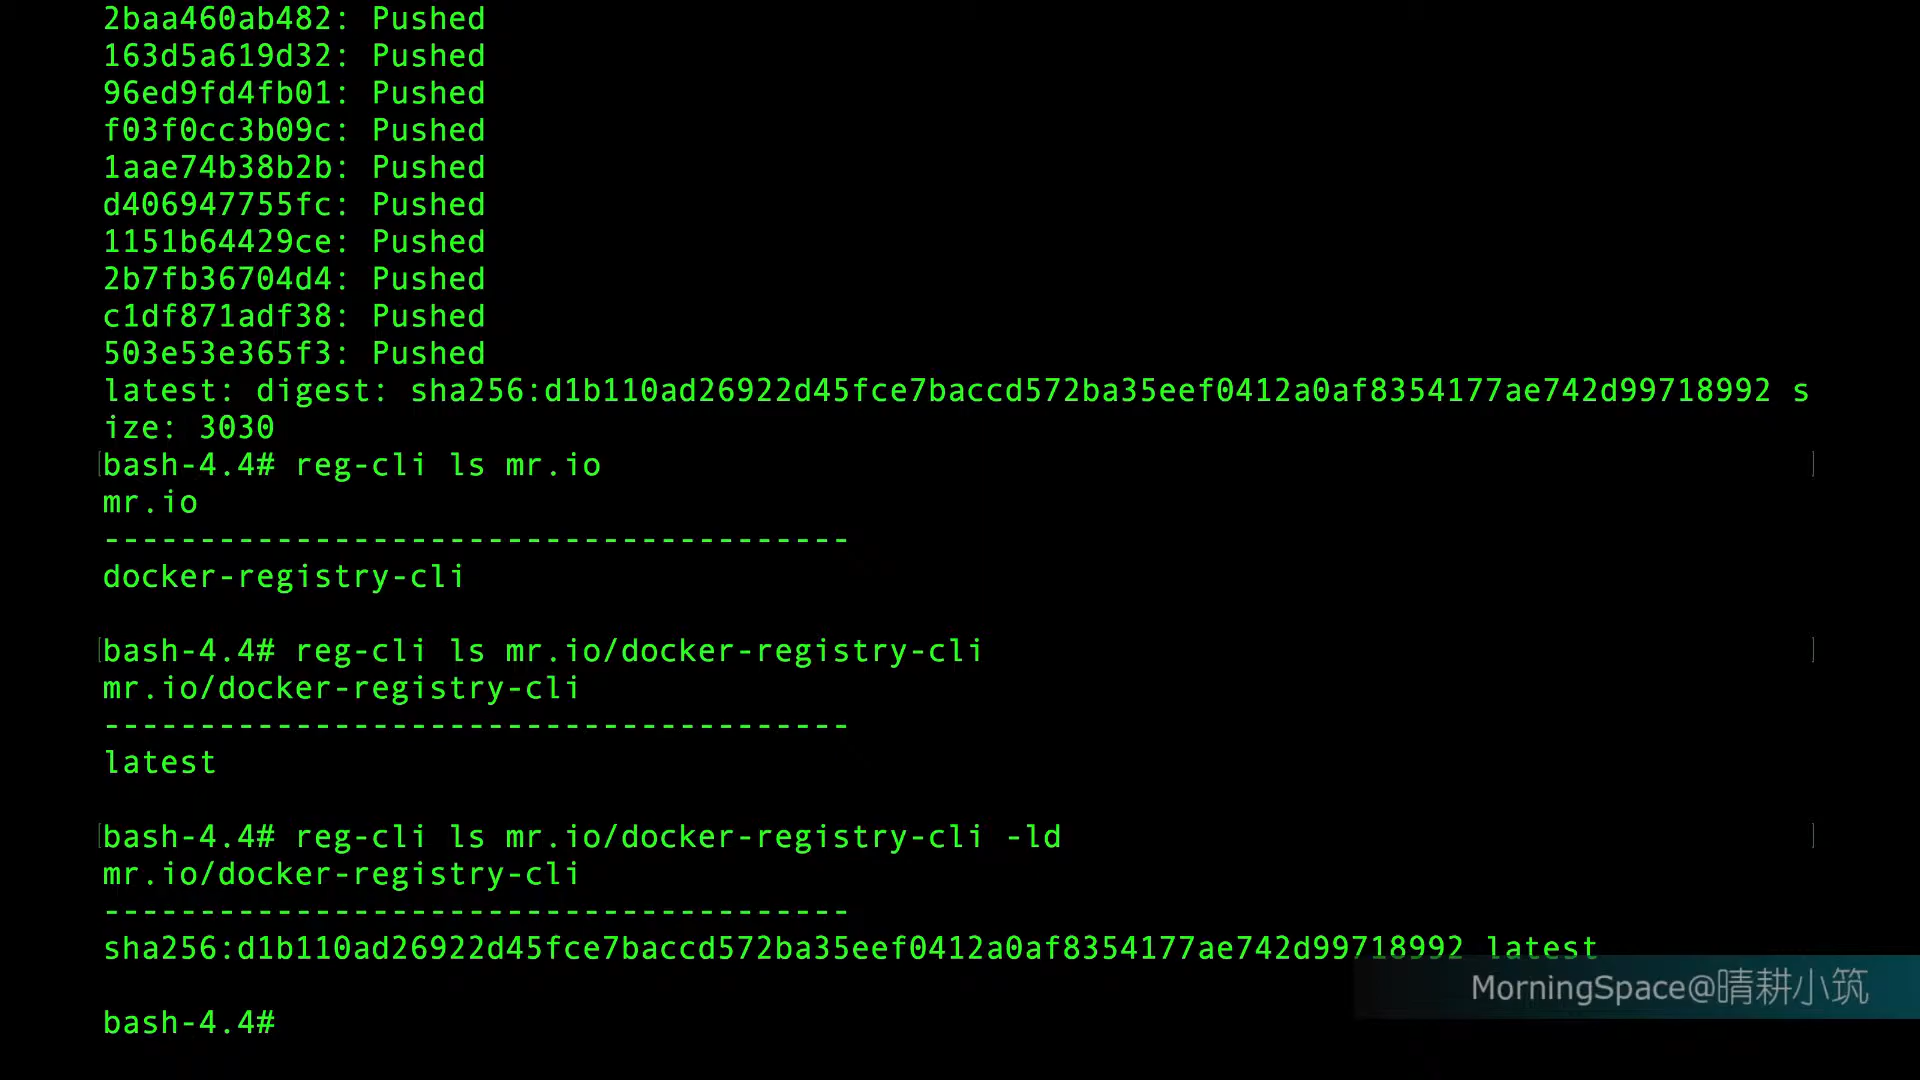 2baa460ab482: Pushed
163d5a619d32: Pushed
96ed9fd4fb01: Pushed
f03f0cc3b09c: Pushed
1aae74b38b2b: Pushed
d406947755fc: Pushed
1151b64429ce: Pushed
2b7fb36704d4: Pushed
c1df871adf38: Pushed
503e53e365f3: Pushed
latest: digest: sha256:d1b110ad26922d45fce7baccd572ba35eef0412a0af8354177ae742d99718992 s
ize: 3030
bash-4.4# reg-cli ls mr.io
mr.io
---------------------------------------
docker-registry-cli
bash-4.4# reg-cli ls mr.io/docker-registry-cli
mr.io/docker-registry-cli
---------------------------------------
latest
bash-4.4# reg-cli ls mr.io/docker-registry-cli -ld
mr.io/docker-registry-cli
---------------------------------------
sha256:d1b110ad26922d45fce7baccd572ba35eef0412a0af8354177ae742d99718992 latest
MorningSpace@晴耕小筑
bash-4.4#